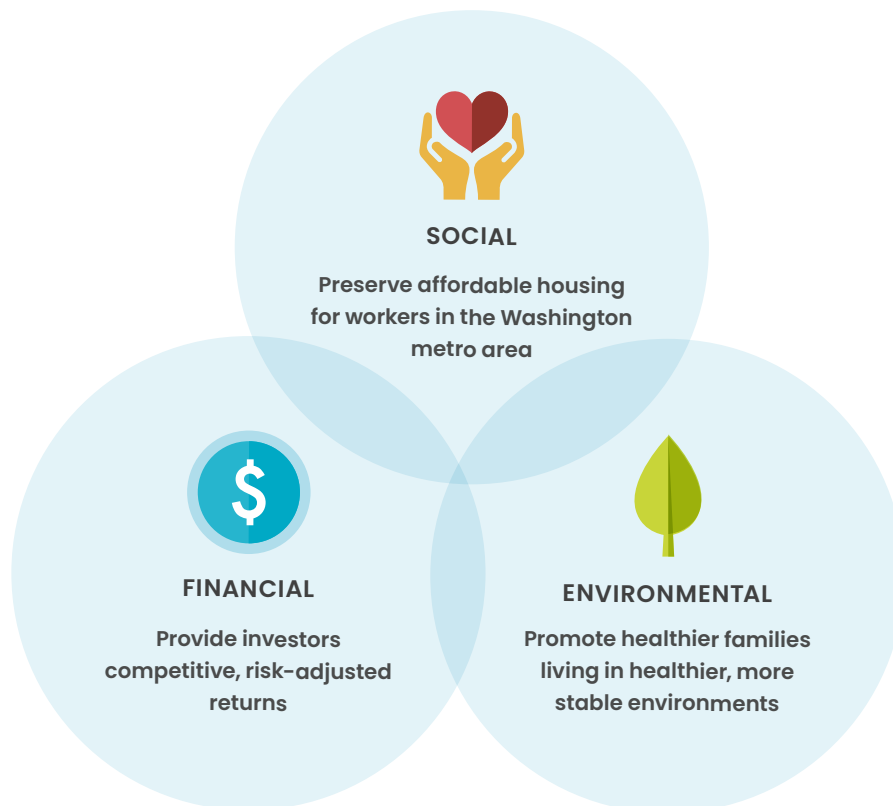 SOCIAL
Preserve affordable housing
for workers in the Washington
metro area
$
FINANCIAL
Provide investors
competitive, risk-adjusted
returns
ENVIRONMENTAL
Promote healthier families
living in healthier, more
stable environments